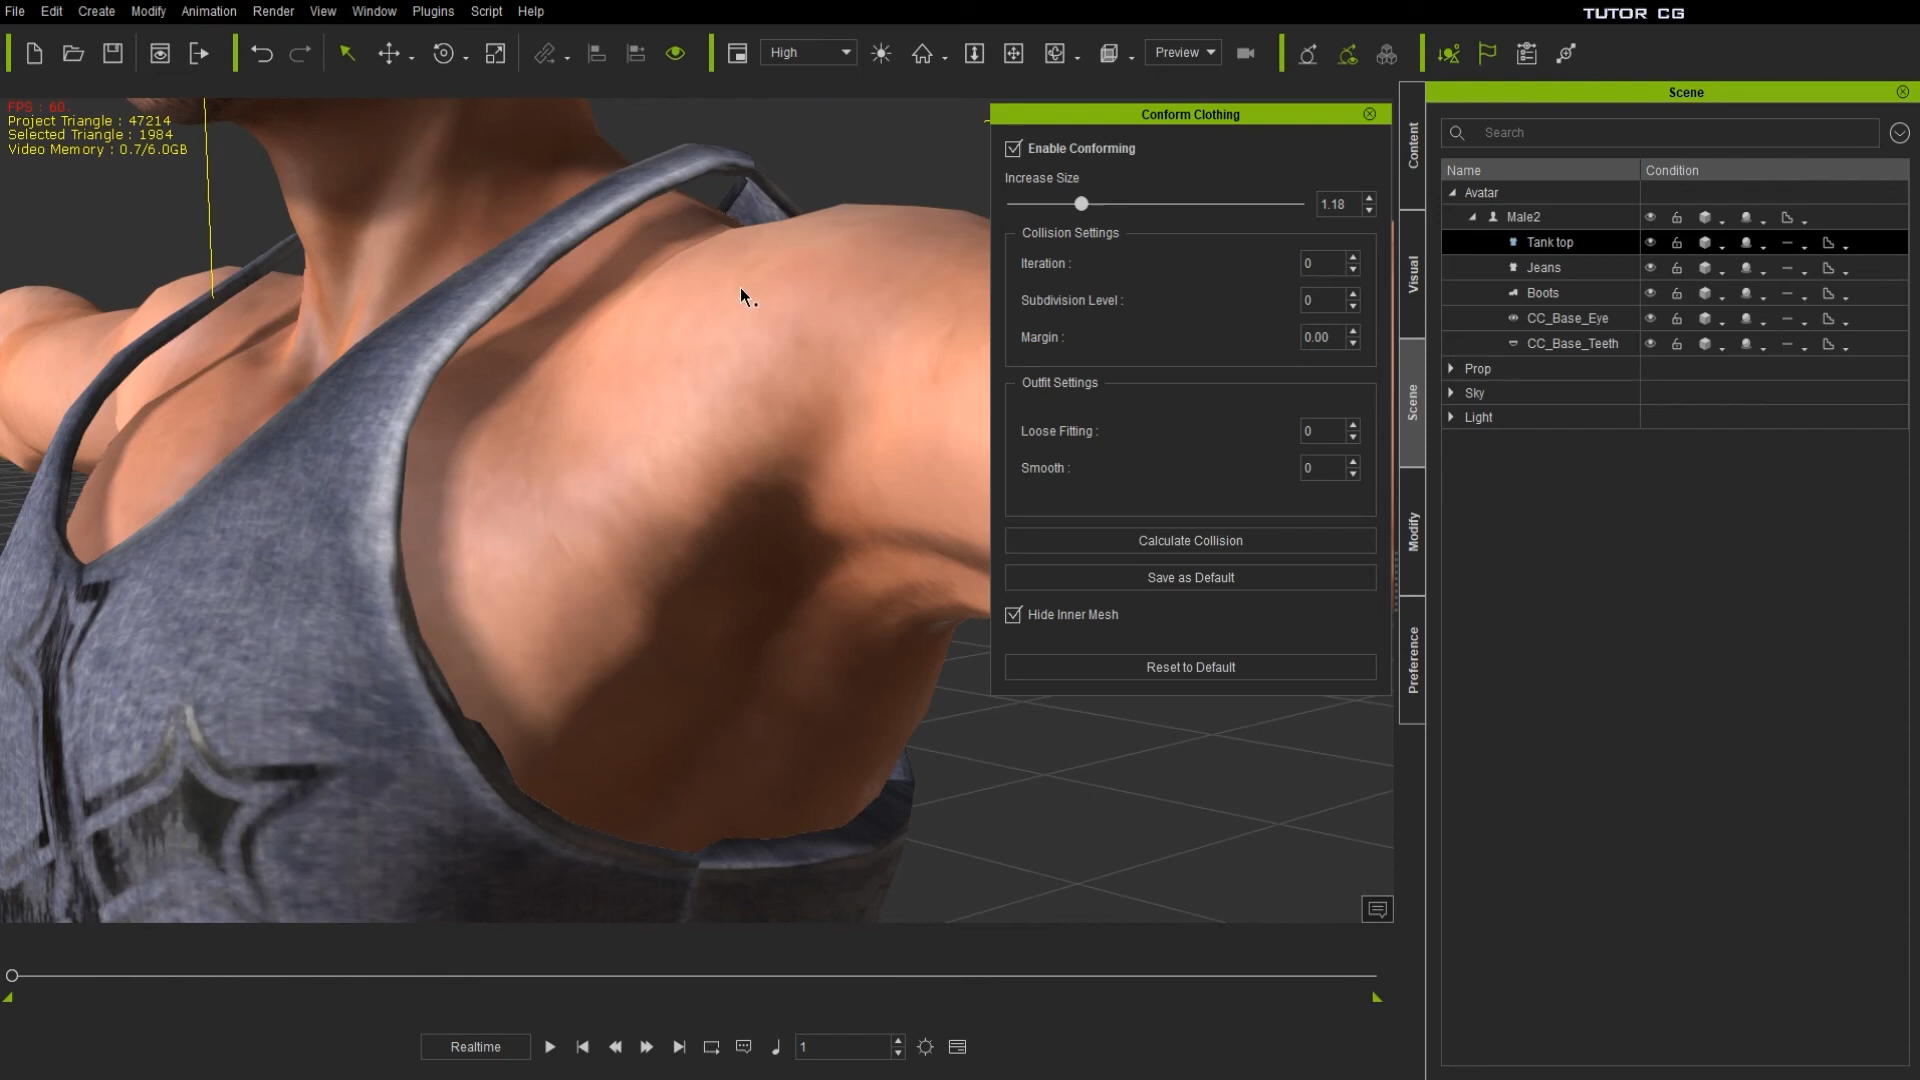 File Edit Create Modify Animation Render View Window Plugins Script Help
TUTOR CG
High
Preview
FPS : 60.
Project Triangle : 47214
Selected Triangle : 1984
Video Memory : 0.7/6.0GB
Conform Clothing
Enable Conforming
Increase Size
1.18
Collision Settings
Iteration : 0
Subdivision Level : 0
Margin : 0.00
Outfit Settings
Loose Fitting : 0
Smooth : 0
Calculate Collision
Save as Default
Hide Inner Mesh
Reset to Default
Content
Visual
Scene
Modify
Preference
Scene
Search
Name Condition
Avatar
Male2
Tank top
Jeans
Boots
CC_Base_Eye
CC_Base_Teeth
Prop
Sky
Light
Realtime
1